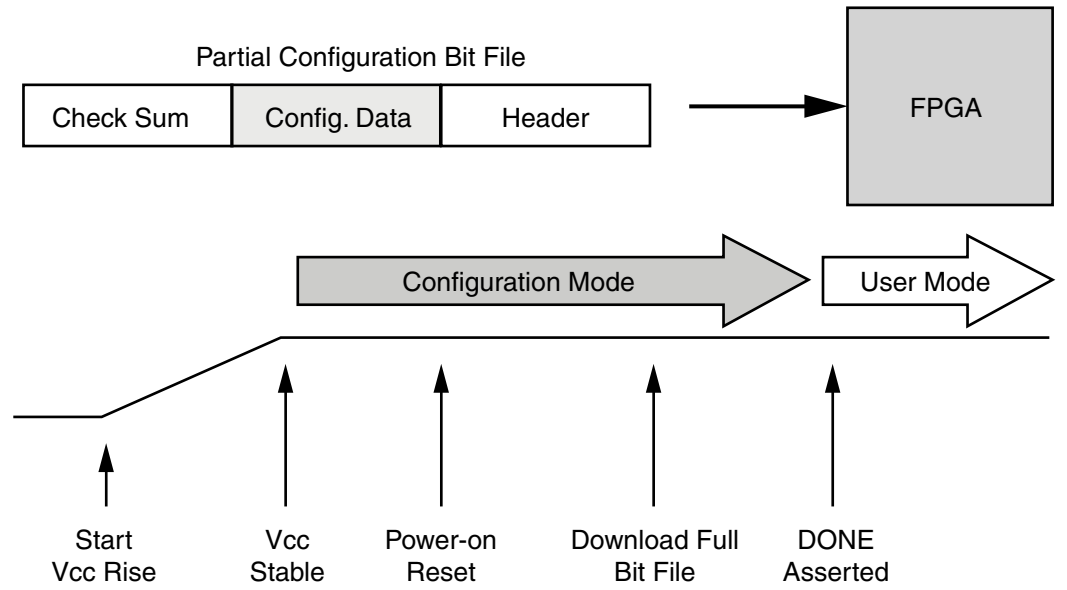 Partial Configuration Bit File
Check Sum
Config. Data
Header
FPGA
Configuration Mode
User Mode
Start
Vcc Rise
Vcc
Stable
Power-on
Reset
Download Full
Bit File
DONE
Asserted